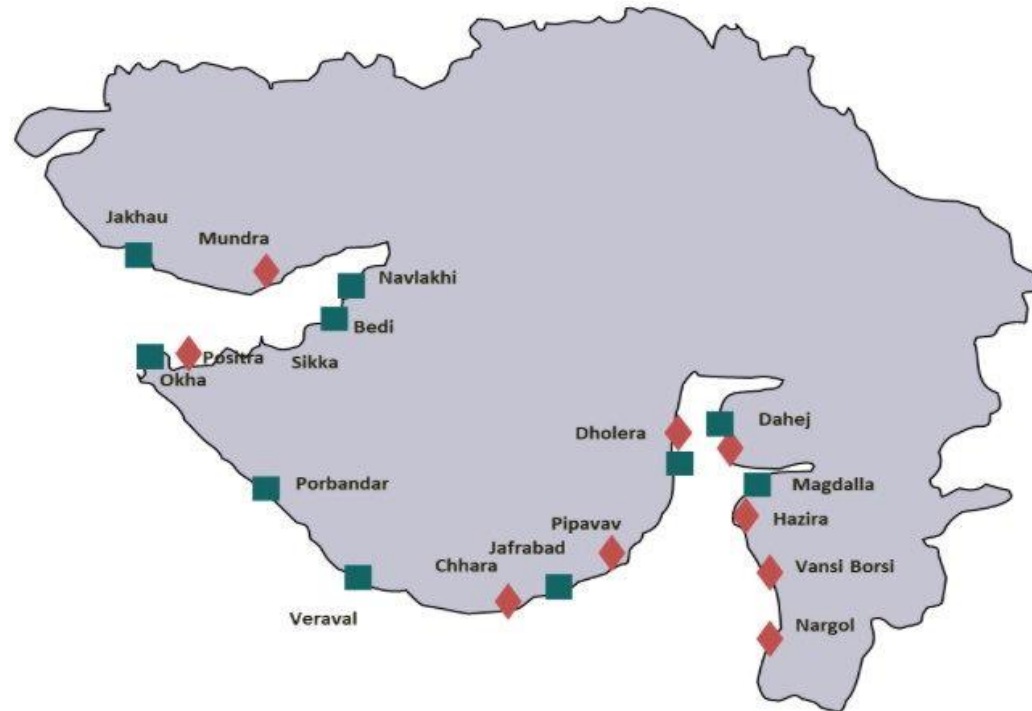 Jakhau
Mundra
Navlakhi
Bedi
Positra
Sikka
Okha
Dahej
Dholera
Porbandar
Magdalla
Hazira
Pipavav
Jafrabad
Chhara
Vansi Borsi
Veraval
Nargol